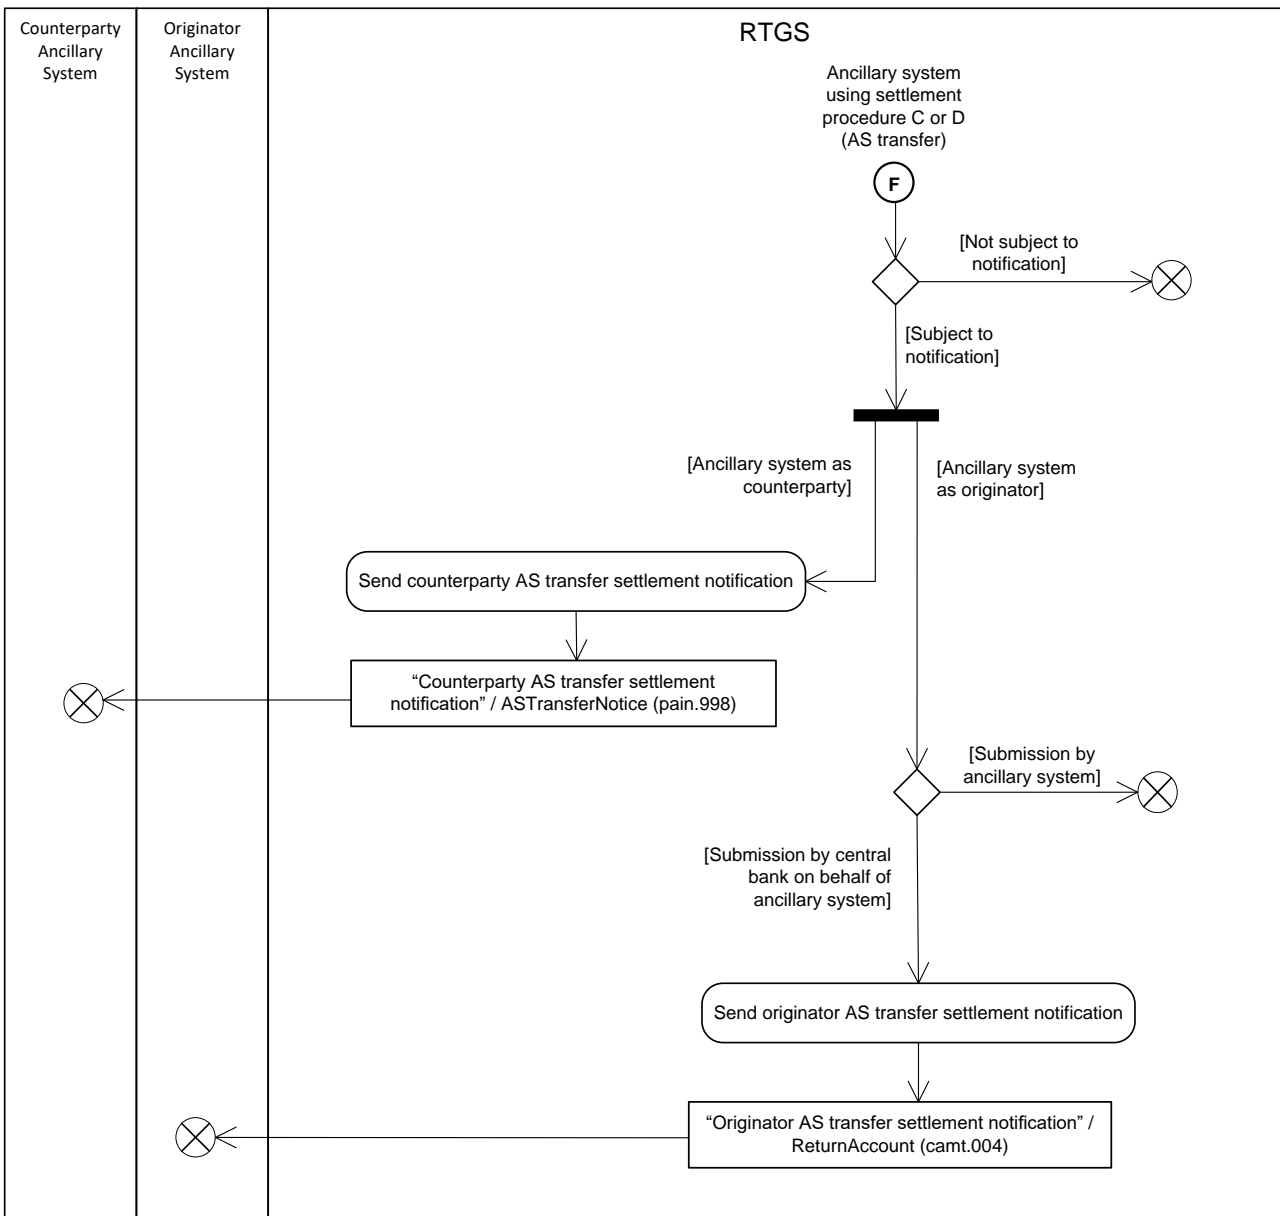 Counterparty
Ancillary
System
Originator
Ancillary
System
RTGS
Ancillary system
using settlement
procedure C or D
(AS transfer)
F
[Not subject to
notification]
[Subject to
notification]
[Ancillary system as
counterparty]
[Ancillary system
as originator]
Send counterparty AS transfer settlement notification
“Counterparty AS transfer settlement
notification” / ASTransferNotice (pain.998)
[Submission by
ancillary system]
[Submission by central
bank on behalf of
ancillary system]
Send originator AS transfer settlement notification
“Originator AS transfer settlement notification” /
ReturnAccount (camt.004)